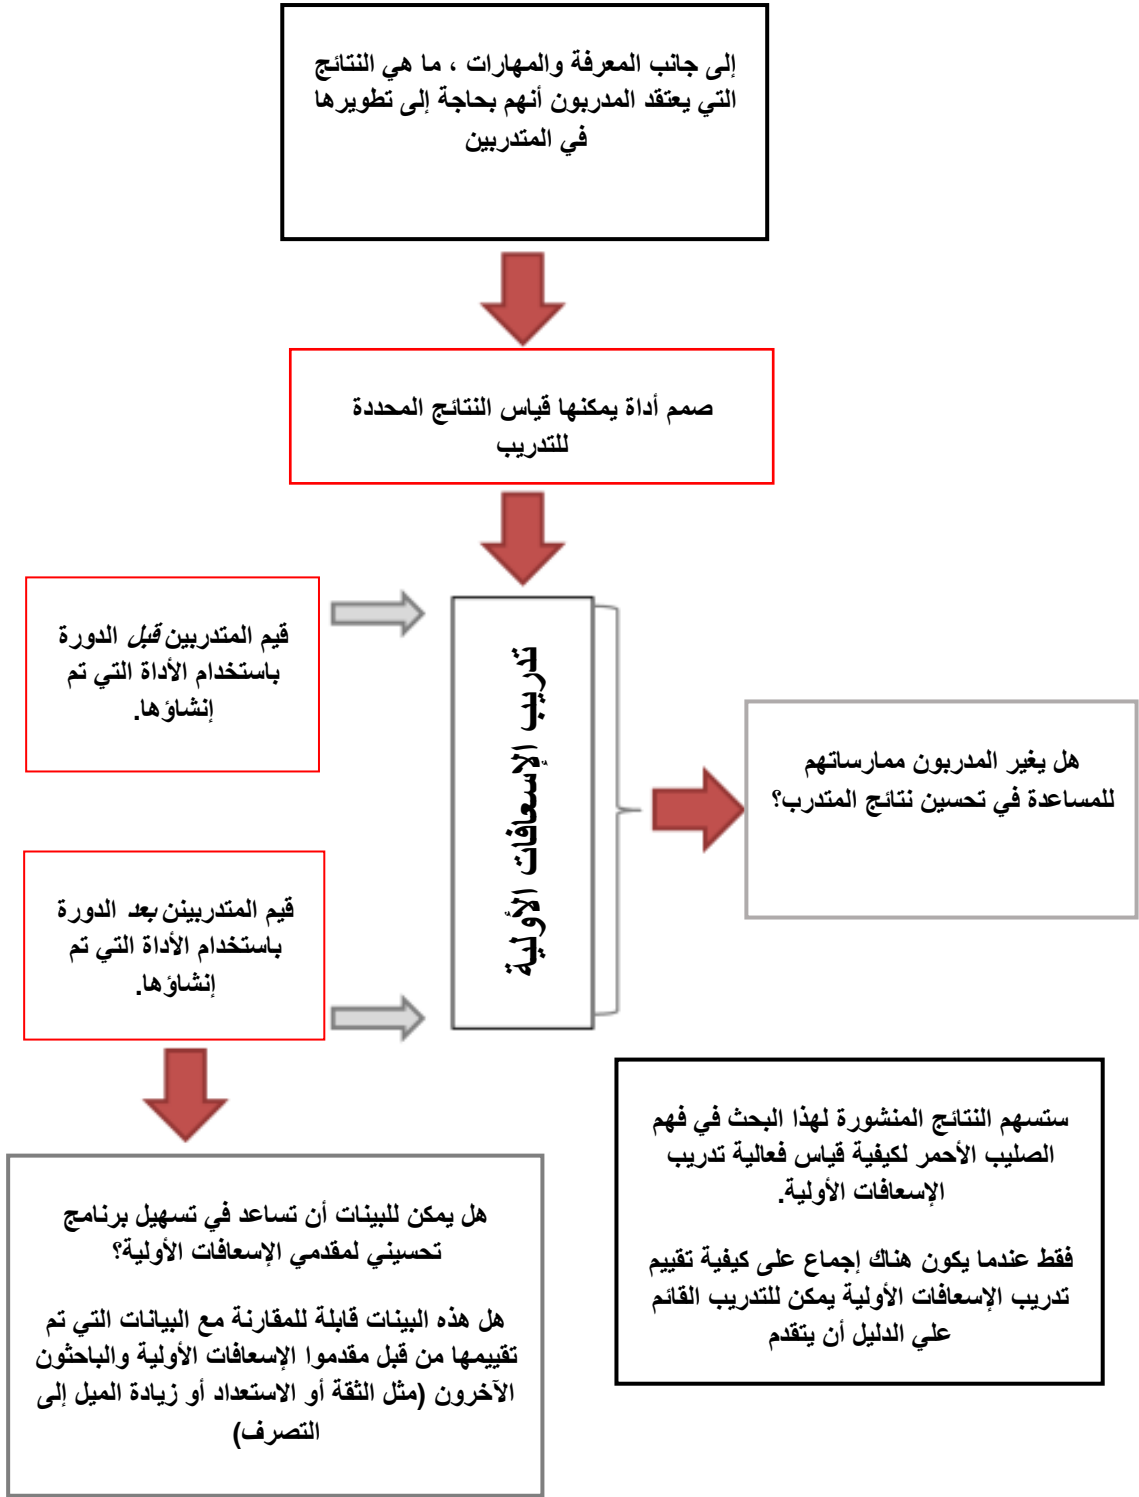 إلى جانب المعرفة والمهارات ، ما هي النتائج
التي يعتقد المدربون أنهم بحاجة إلى تطويرها
في المتدربين
صمم أداة يمكنها قياس النتائج المحددة
للتدريب
قيم المتدربين قبل الدورة
باستخدام الأداة التي تم
إنشاؤها.
تدريب الإسعافات الأولية
هل يغير المدربون ممارساتهم
للمساعدة في تحسين نتائج المتدرب؟
قيم المتدربينن بعد الدورة
باستخدام الأداة التي تم
إنشاؤها.
ستسهم النتائج المنشورة لهذا البحث في فهم
الصليب الأحمر لكيفية قياس فعالية تدريب
الإسعافات الأولية.
فقط عندما يكون هناك إجماع على كيفية تقييم
تدريب الإسعافات الأولية يمكن للتدريب القائم
علي الدليل أن يتقدم
هل يمكن للبينات أن تساعد في تسهيل برنامج
تحسيني لمقدمي الإسعافات الأولية؟
هل هذه البينات قابلة للمقارنة مع البيانات التي تم
تقييمها من قبل مقدموا الإسعافات الأولية والباحثون
الآخرون (مثل الثقة أو الاستعداد أو زيادة الميل إلى
التصرف)